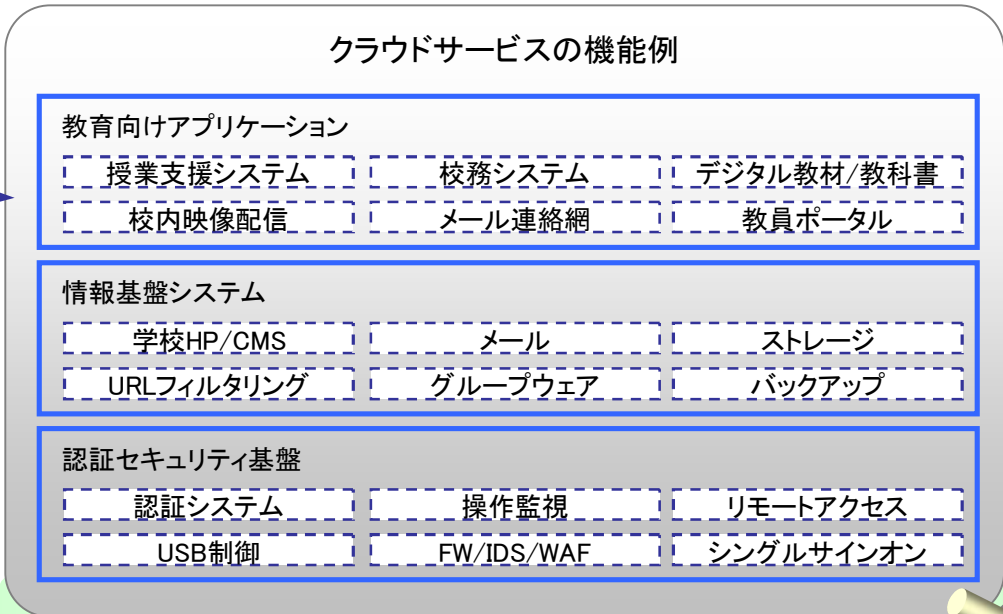 クラウドサービスの機能例
教育向けアプリケーション
授業支援システム 校務システム デジタル教材/教科書
校内映像配信 メール連絡網 教員ポータル
情報基盤システム
学校HP/CMS メール ストレージ
URLフィルタリング グループウェア バックアップ
認証セキュリティ基盤
認証システム 操作監視 リモートアクセス
USB制御 FW/IDS/WAF シングルサインオン